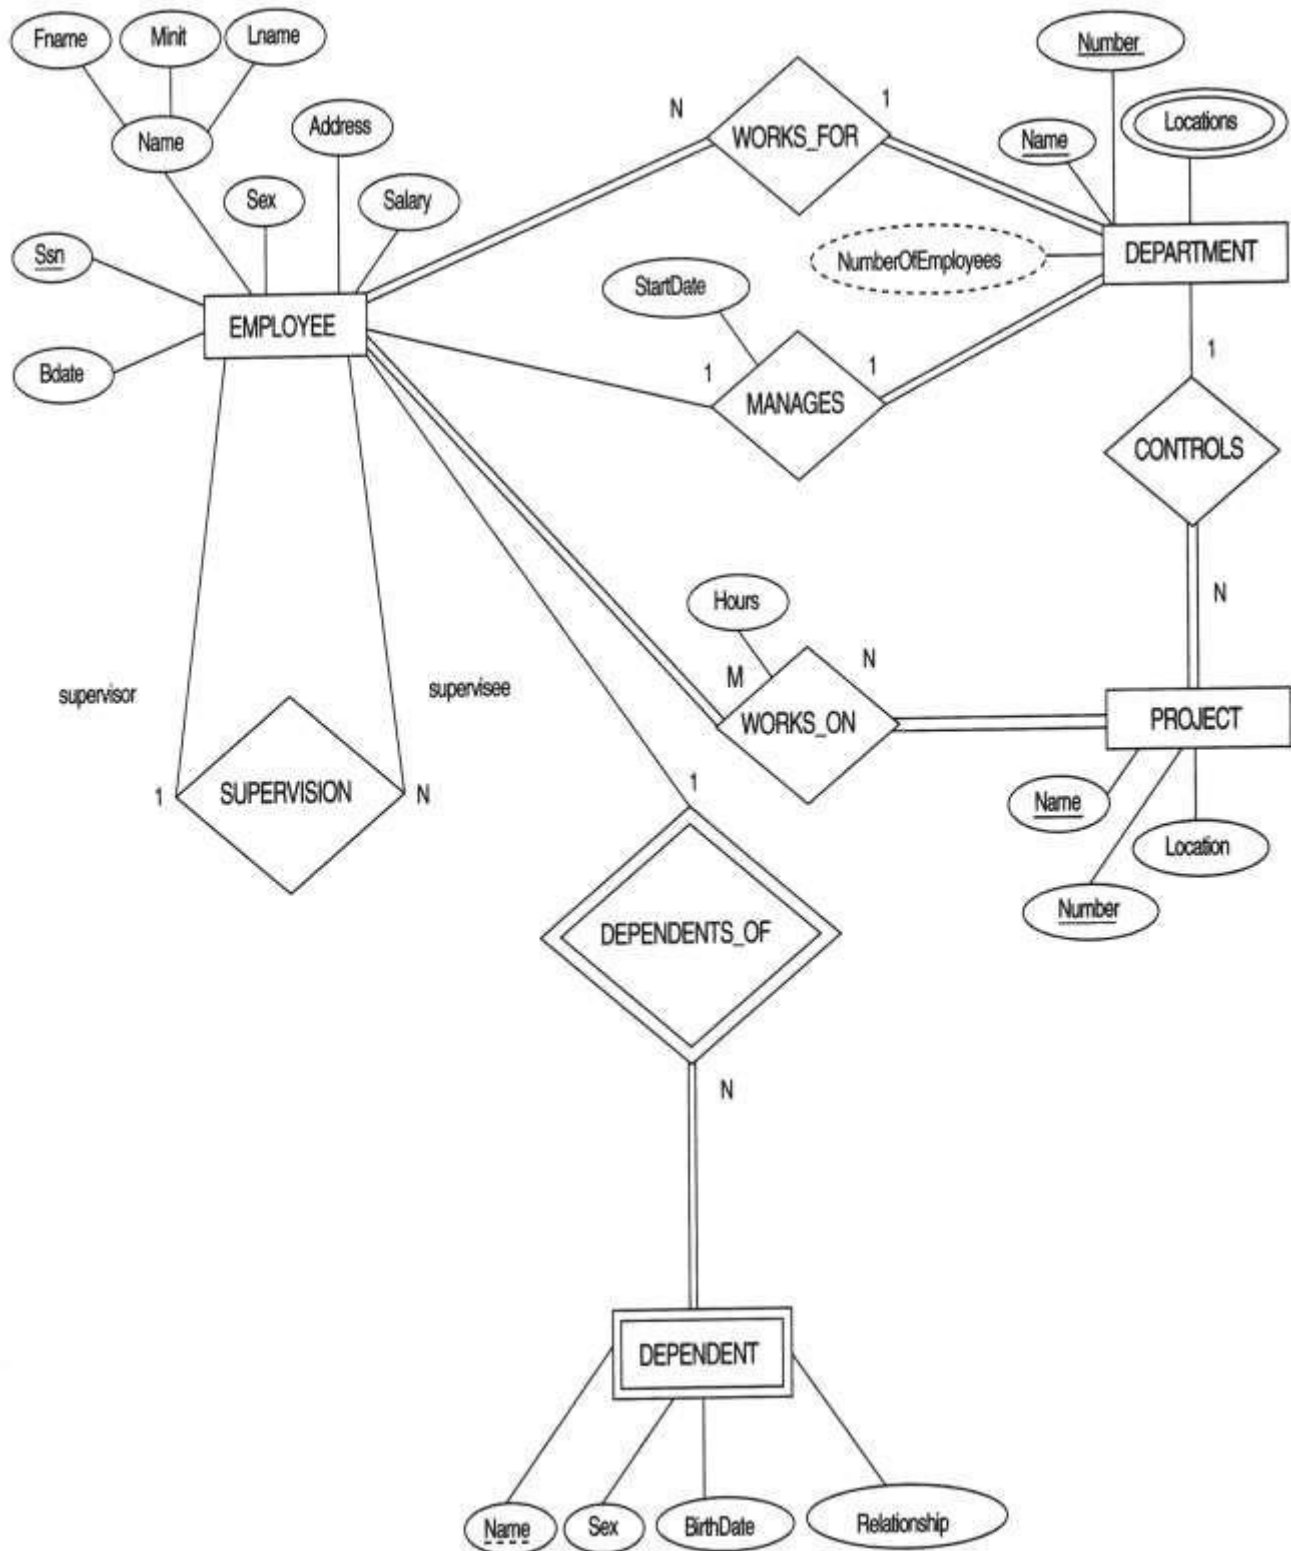 Fname
Minit
Lname
Number
Name
Address
N
1
WORKS_FOR
Name
Locations
Sex
Salary
Ssn
NumberOfEmployees
DEPARTMENT
StartDate
EMPLOYEE
Bdate
1
1
MANAGES
1
CONTROLS
Hours
N
M
N
supervisor
supervisee
WORKS_ON
PROJECT
1
SUPERVISION
N
1
Name
Location
Number
DEPENDENTS_OF
N
DEPENDENT
Name
Sex
BirthDate
Relationship